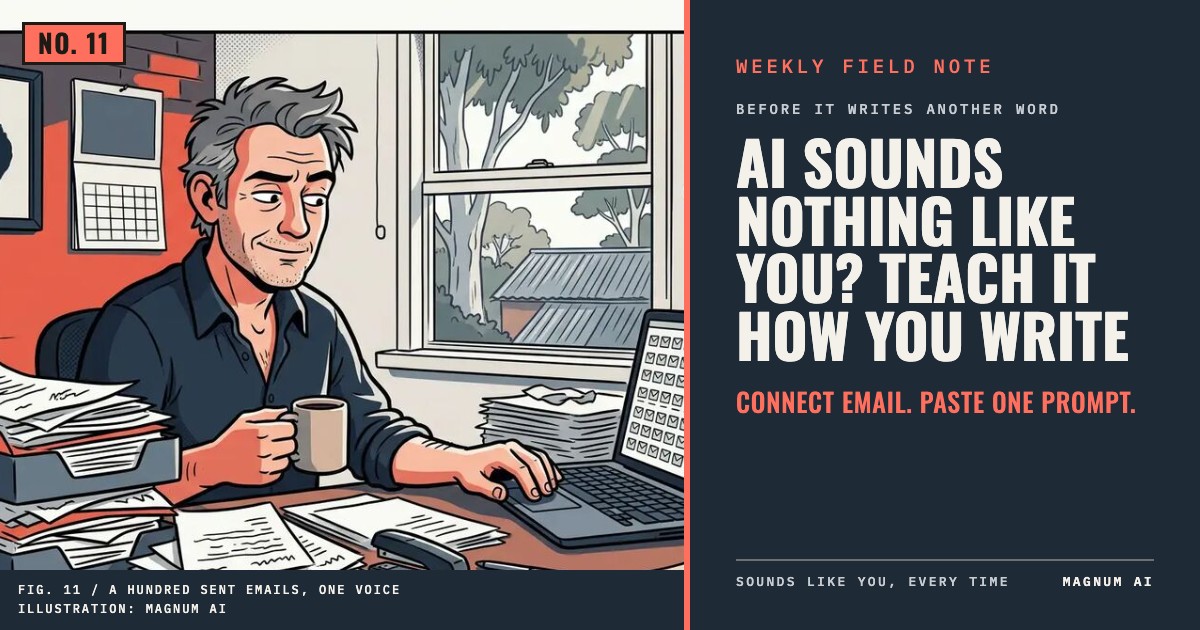 NO. 11
FIG. 11 / A HUNDRED SENT EMAILS, ONE VOICE
ILLUSTRATION: MAGNUM AI
WEEKLY FIELD NOTE
BEFORE IT WRITES ANOTHER WORD
AI SOUNDS
NOTHING LIKE
YOU? TEACH IT
HOW YOU WRITE
CONNECT EMAIL. PASTE ONE PROMPT.
SOUNDS LIKE YOU, EVERY TIME
MAGNUM AI